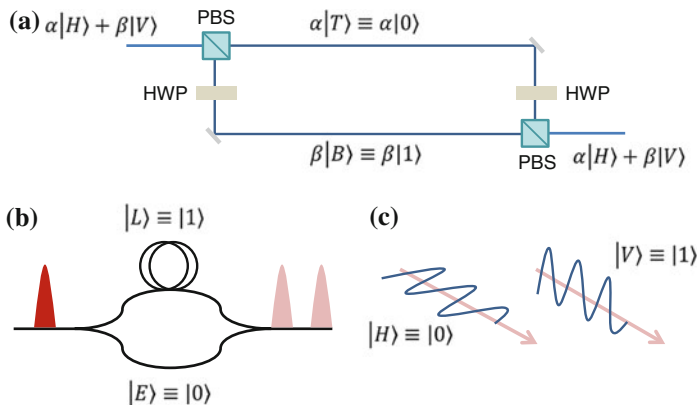 (a) α|H⟩ + β|V⟩ PBS α|T⟩ ≡ α|0⟩
HWP HWP
β|B⟩ ≡ β|1⟩ PBS α|H⟩ + β|V⟩
(b) |L⟩ ≡ |1⟩
|E⟩ ≡ |0⟩
(c) |V⟩ ≡ |1⟩
|H⟩ ≡ |0⟩